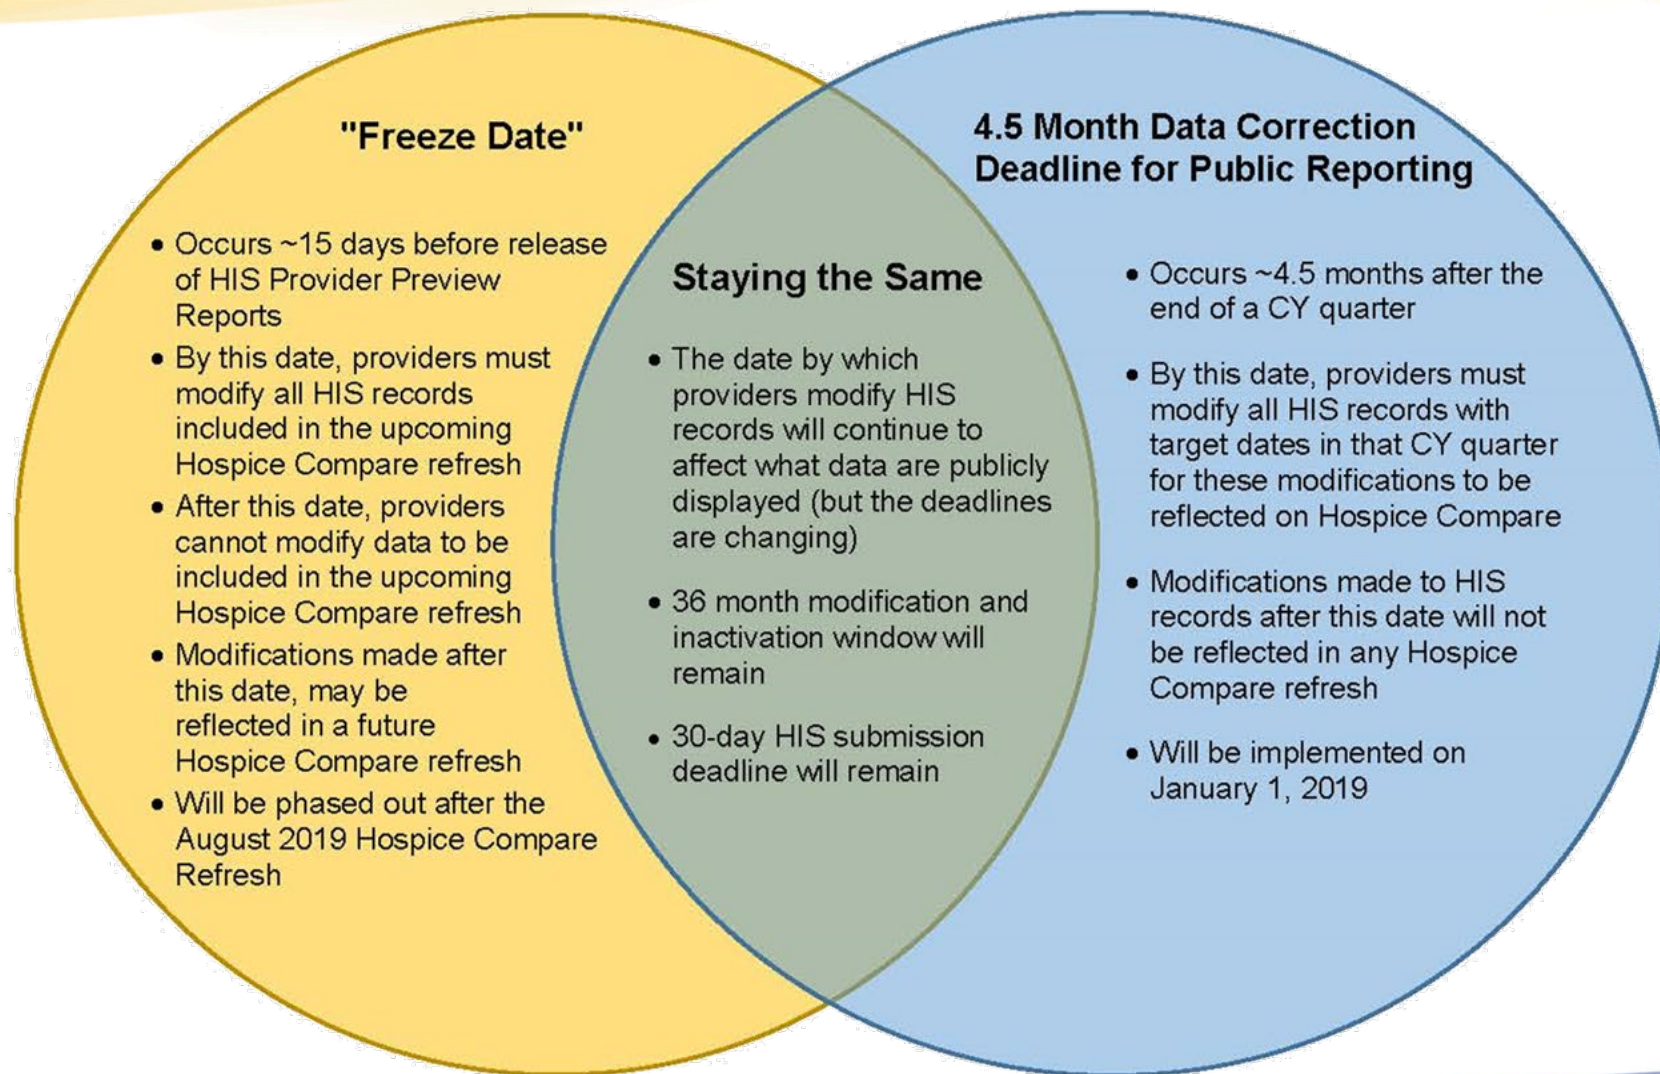 "Freeze Date"
• Occurs ~15 days before release
of HIS Provider Preview
Reports
• By this date, providers must
modify all HIS records
included in the upcoming
Hospice Compare refresh
• After this date, providers
cannot modify data to be
included in the upcoming
Hospice Compare refresh
• Modifications made after
this date, may be
reflected in a future
Hospice Compare refresh
• Will be phased out after the
August 2019 Hospice Compare
Refresh
Staying the Same
• The date by which
providers modify HIS
records will continue to
affect what data are publicly
displayed (but the deadlines
are changing)
• 36 month modification and
inactivation window will
remain
• 30-day HIS submission
deadline will remain
4.5 Month Data Correction
Deadline for Public Reporting
• Occurs ~4.5 months after the
end of a CY quarter
• By this date, providers must
modify all HIS records with
target dates in that CY quarter
for these modifications to be
reflected on Hospice Compare
• Modifications made to HIS
records after this date will not
be reflected in any Hospice
Compare refresh
• Will be implemented on
January 1, 2019